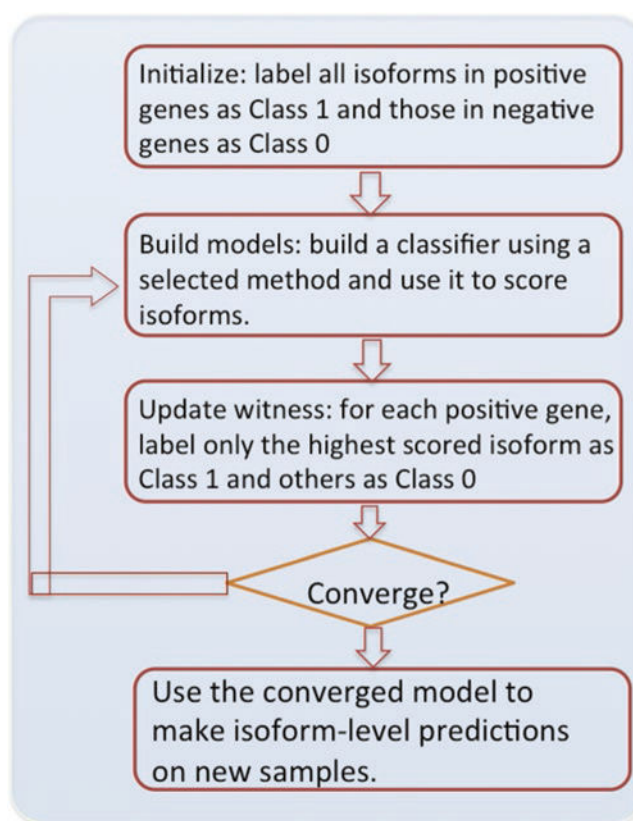 Initialize: label all isoforms in positive
genes as Class 1 and those in negative
genes as Class 0
Build models: build a classifier using a
selected method and use it to score
isoforms.
Update witness: for each positive gene,
label only the highest scored isoform as
Class 1 and others as Class 0
Converge?
Use the converged model to
make isoform-level predictions
on new samples.